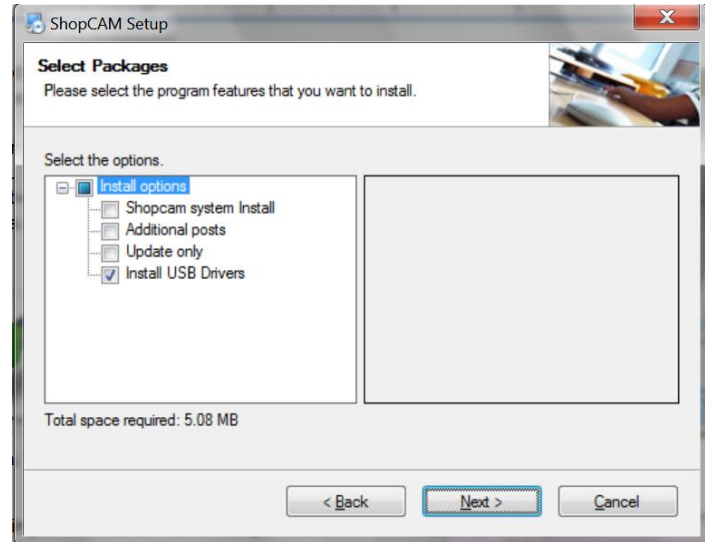 ShopCAM Setup
X
Select Packages
Please select the program features that you want to install.
Select the options.
Install options
Shopcam system Install
Additional posts
Update only
Install USB Drivers
Total space required: 5.08 MB
< Back
Next >
Cancel